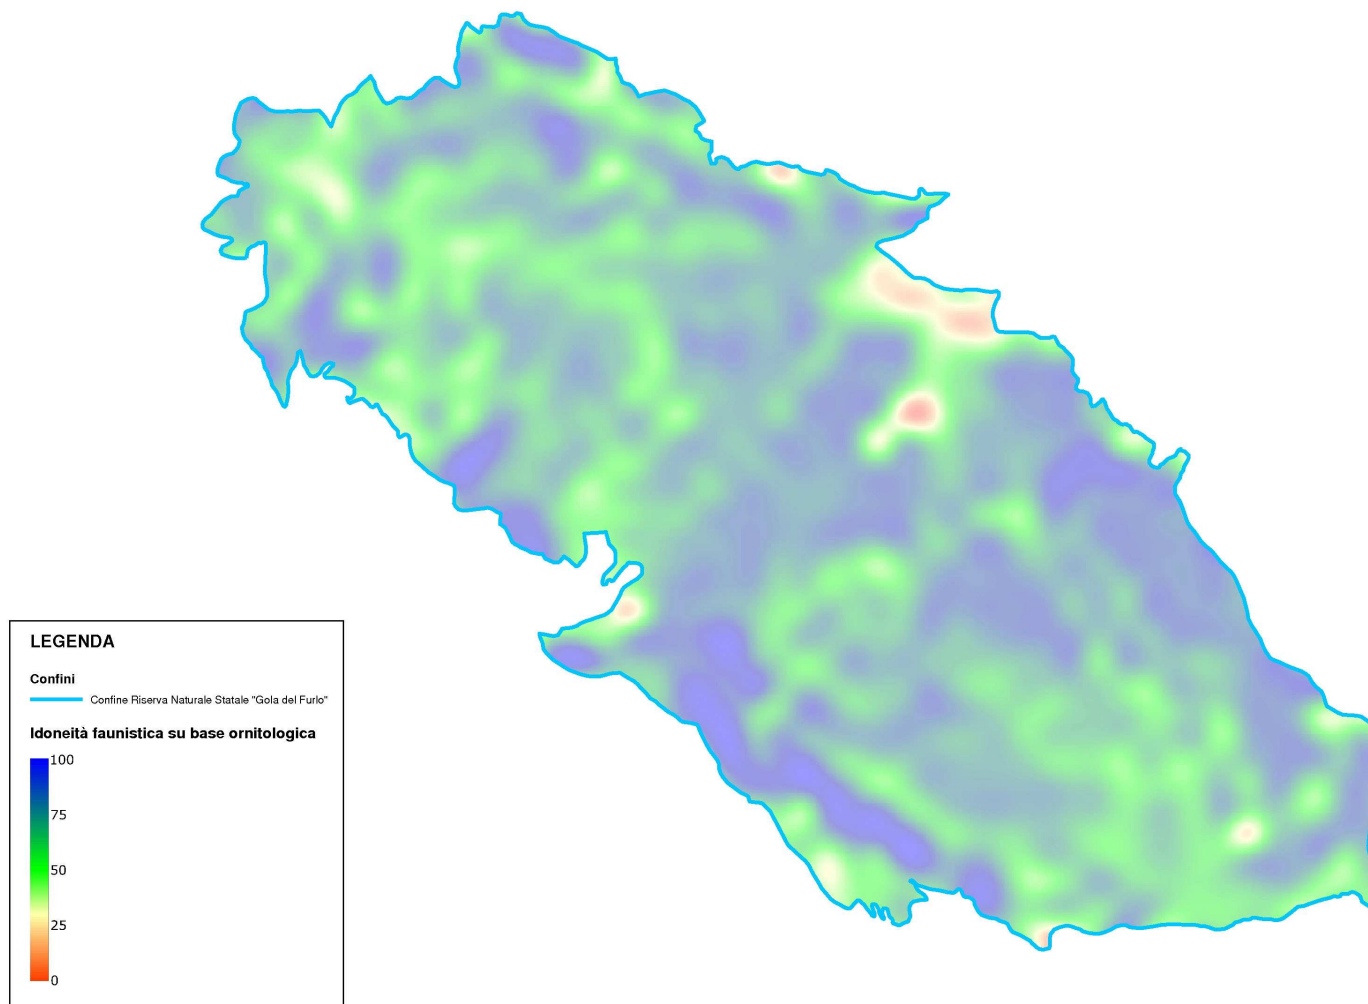 LEGENDA
Confini
Confine Riserva Naturale Statale "Gola del Furlo"
Idoneità faunistica su base ornitologica
100
75
50
25
0